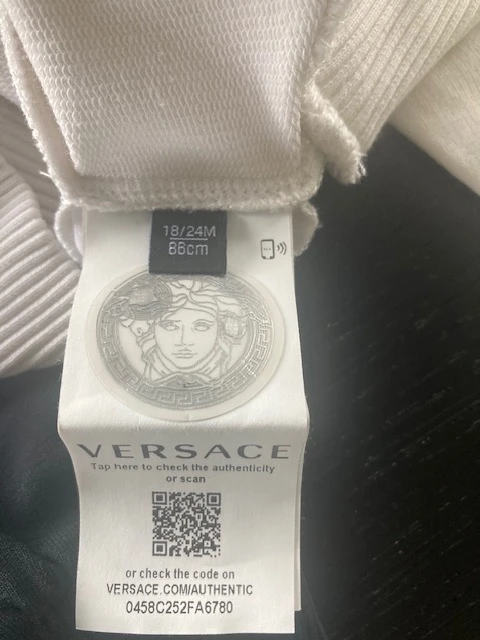 18/24M
86cm
VERSACE
Tap here to check the authenticity
or scan
or check the code on
VERSACE.COM/AUTHENTIC
0458C252FA6780